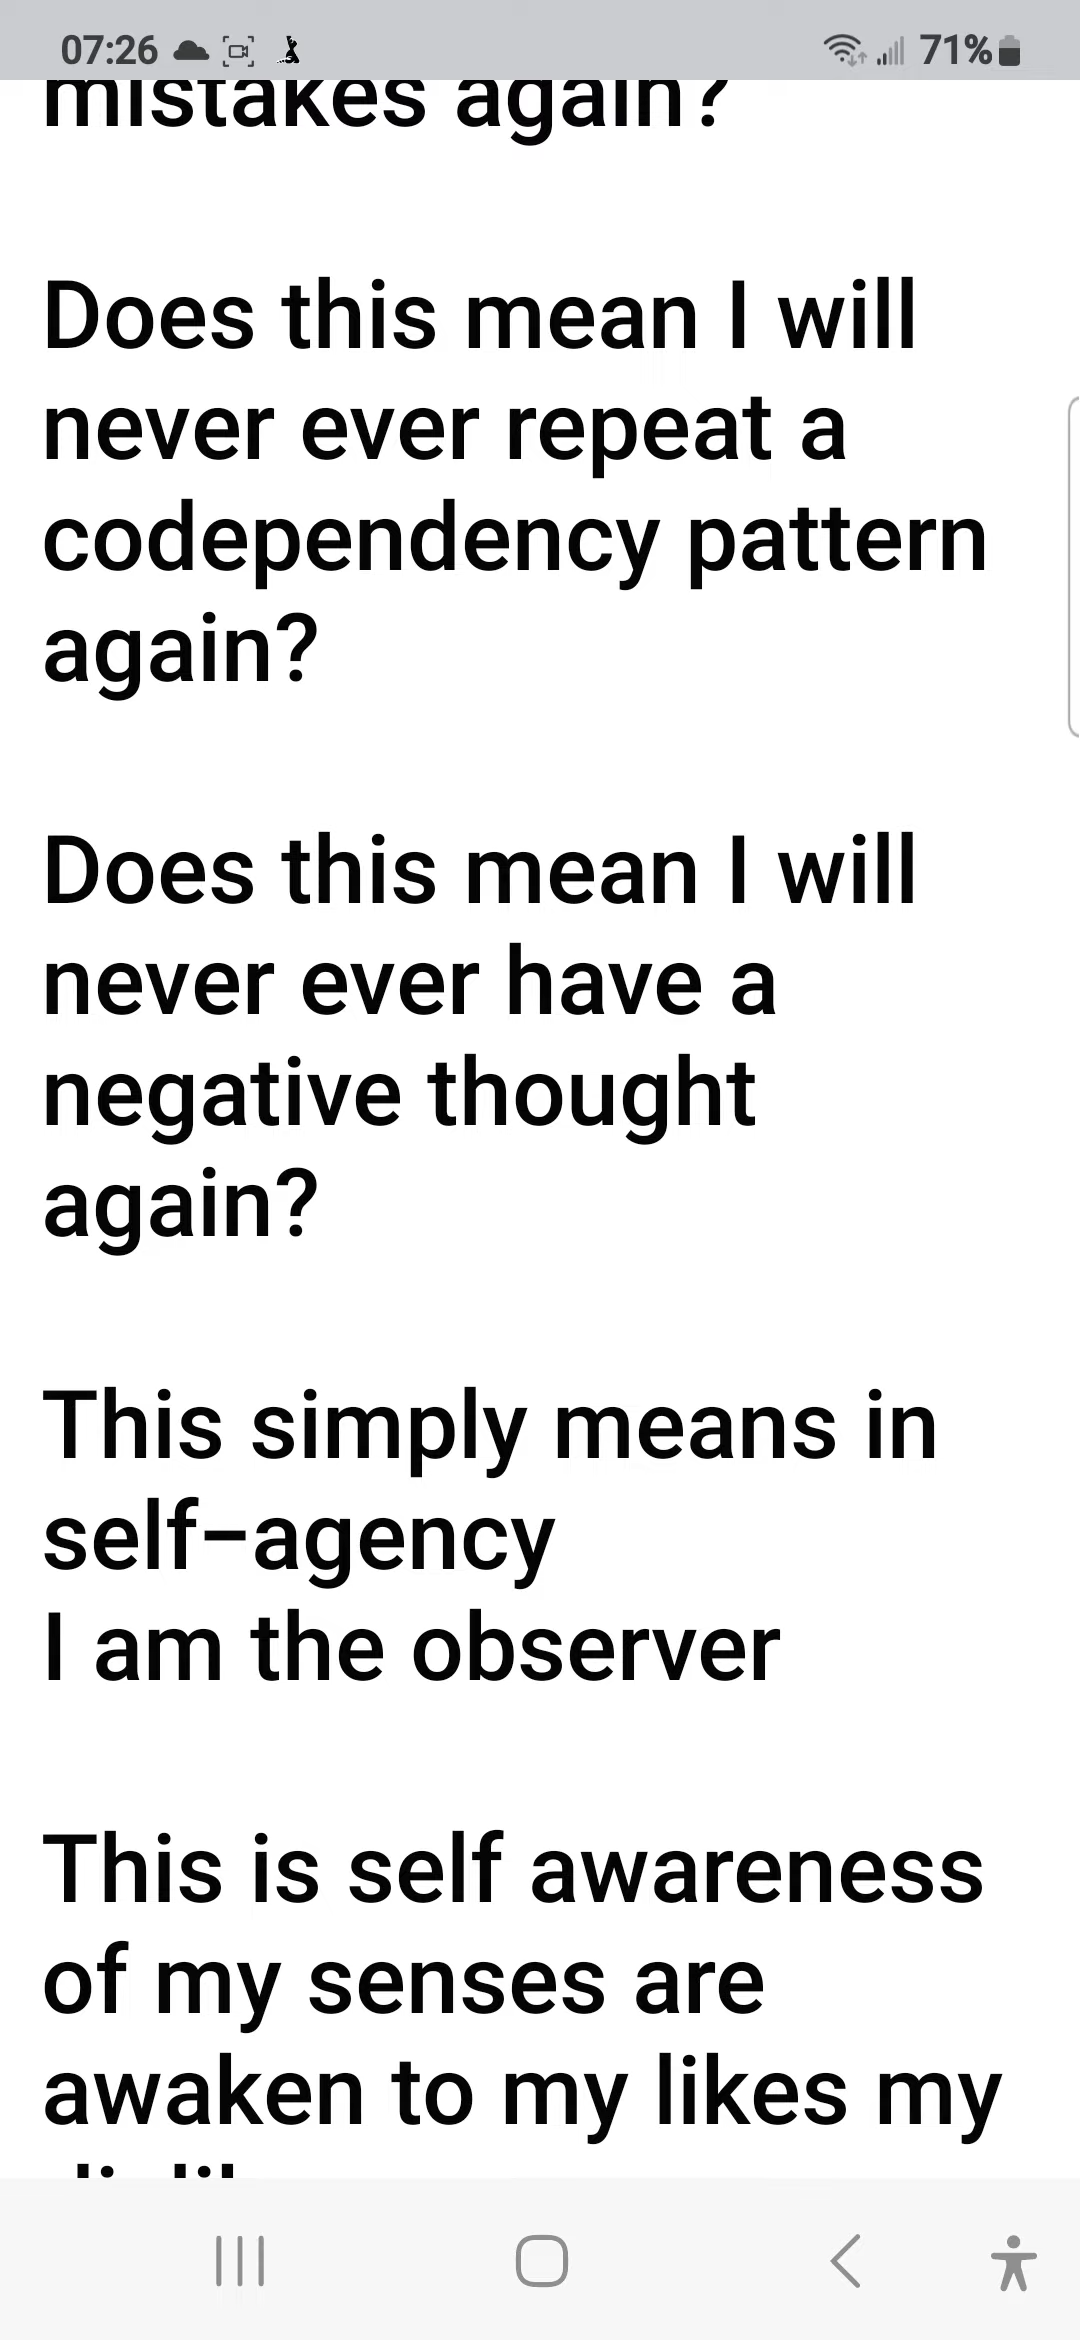 07:26
71%
mistakes again?
Does this mean I will
never ever repeat a
codependency pattern
again?
Does this mean I will
never ever have a
negative thought
again?
This simply means in
self-agency
I am the observer
This is self awareness
of my senses are
awaken to my likes my